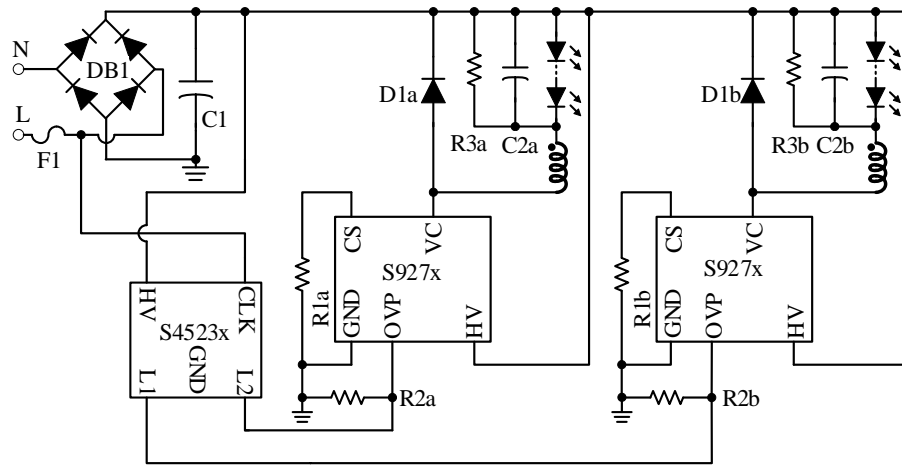 N
DB1
C1
L
F1
D1a
R3a
C2a
D1b
R3b
C2b
CS
VC
S927x
GND
OVP
HV
R1a
R2a
CS
VC
S927x
GND
OVP
HV
R1b
R2b
HV
CLK
S4523x
GND
L1
L2